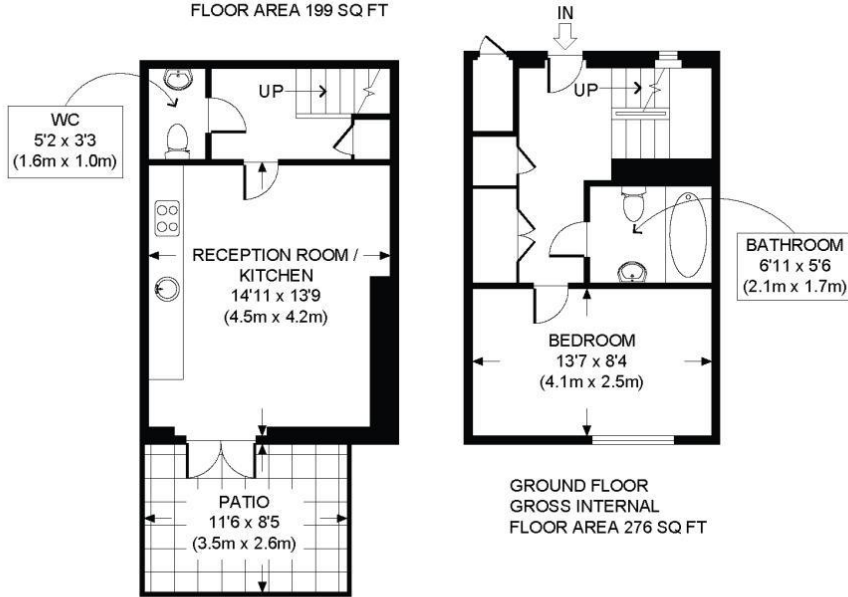 FLOOR AREA 199 SQ FT
UP
WC
5'2 x 3'3
(1.6m x 1.0m)
RECEPTION ROOM /
KITCHEN
14'11 x 13'9
(4.5m x 4.2m)
PATIO
11'6 x 8'5
(3.5m x 2.6m)
IN
UP
BATHROOM
6'11 x 5'6
(2.1m x 1.7m)
BEDROOM
13'7 x 8'4
(4.1m x 2.5m)
GROUND FLOOR
GROSS INTERNAL
FLOOR AREA 276 SQ FT